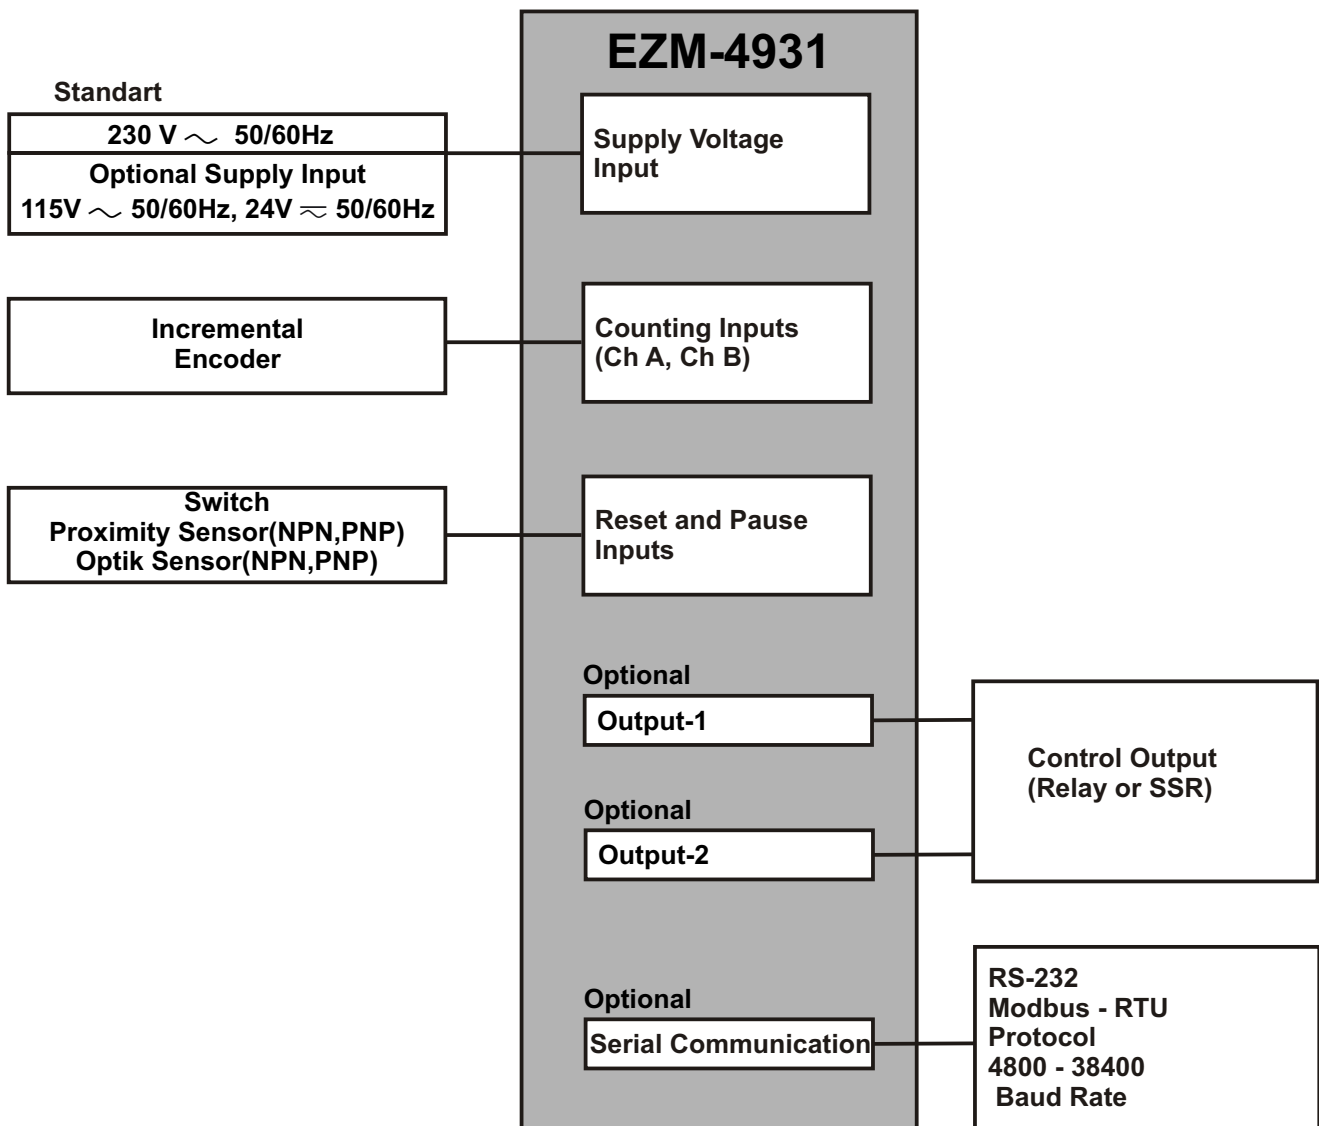 EZM-4931
Standart
230 V ~ 50/60Hz
Optional Supply Input
115V ~ 50/60Hz, 24V ⎓ 50/60Hz
Supply Voltage
Input
Incremental
Encoder
Counting Inputs
(Ch A, Ch B)
Switch
Proximity Sensor(NPN,PNP)
Optik Sensor(NPN,PNP)
Reset and Pause
Inputs
Optional
Output-1
Optional
Output-2
Control Output
(Relay or SSR)
Optional
Serial Communication
RS-232
Modbus - RTU
Protocol
4800 - 38400
Baud Rate